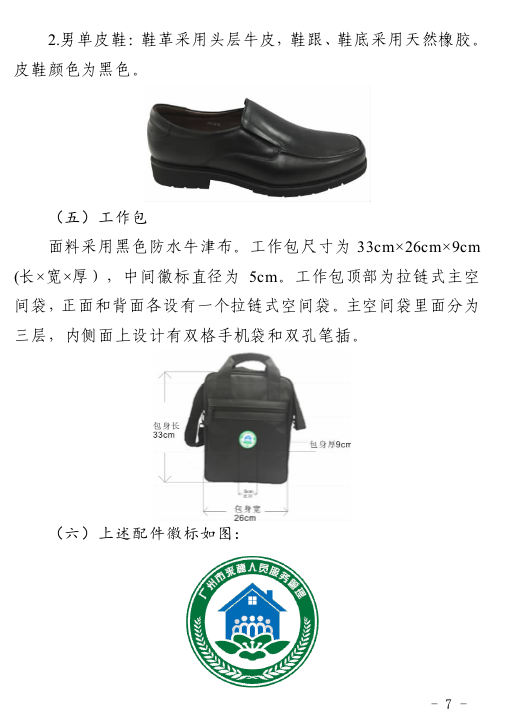 2.男单皮鞋：鞋革采用头层牛皮，鞋跟、鞋底采用天然橡胶。
皮鞋颜色为黑色。
（五）工作包
面料采用黑色防水牛津布。工作包尺寸为 33cm×26cm×9cm
(长×宽×厚），中间徽标直径为 5cm。工作包顶部为拉链式主空
间袋，正面和背面各设有一个拉链式空间袋。主空间袋里面分为
三层，内侧面上设计有双格手机袋和双孔笔插。
包身长
33cm
包身厚9cm
5cm
包身宽
26cm
（六）上述配件徽标如图：
广州市来穗人员服务管理
- 7 -